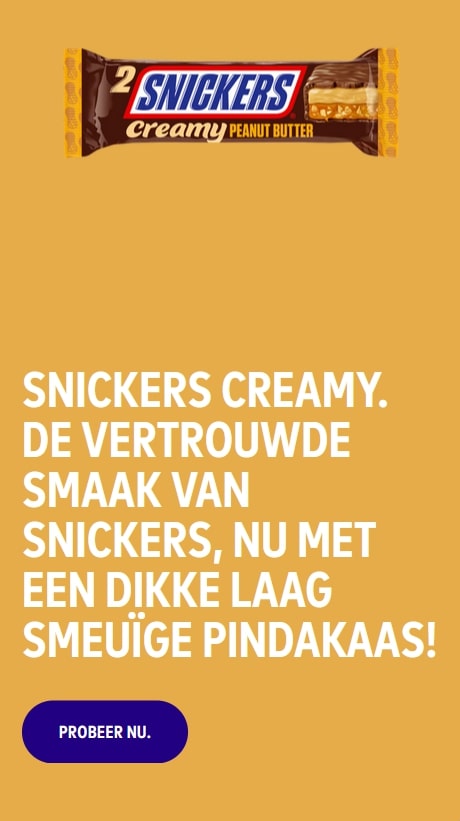 2
SNICKERS
Creamy PEANUT BUTTER
SNICKERS CREAMY.
DE VERTROUWDE
SMAAK VAN
SNICKERS, NU MET
EEN DIKKE LAAG
SMEUÏGE PINDAKAAS!
PROBEER NU.